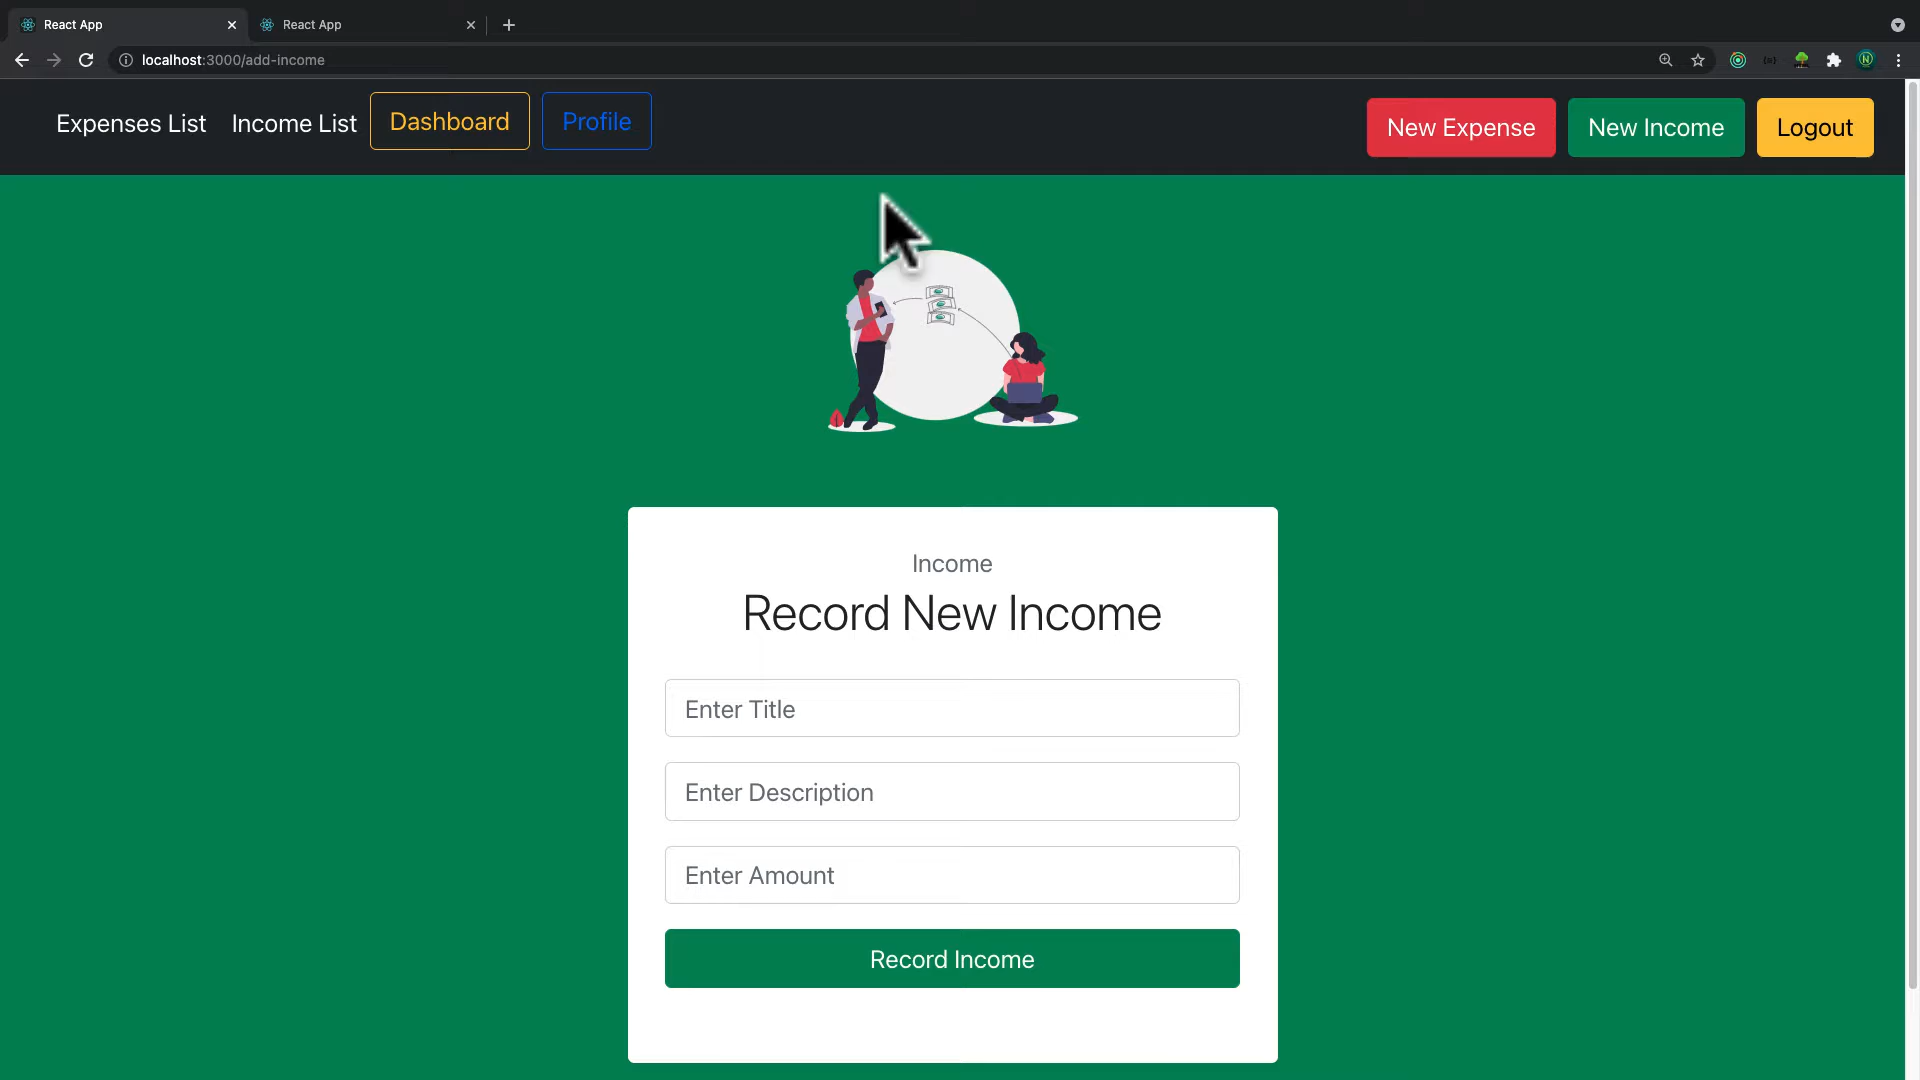 React App
React App
localhost:3000/add-income
Expenses List
Income List
Dashboard
Profile
New Expense
New Income
Logout
Income
Record New Income
Enter Title
Enter Description
Enter Amount
Record Income